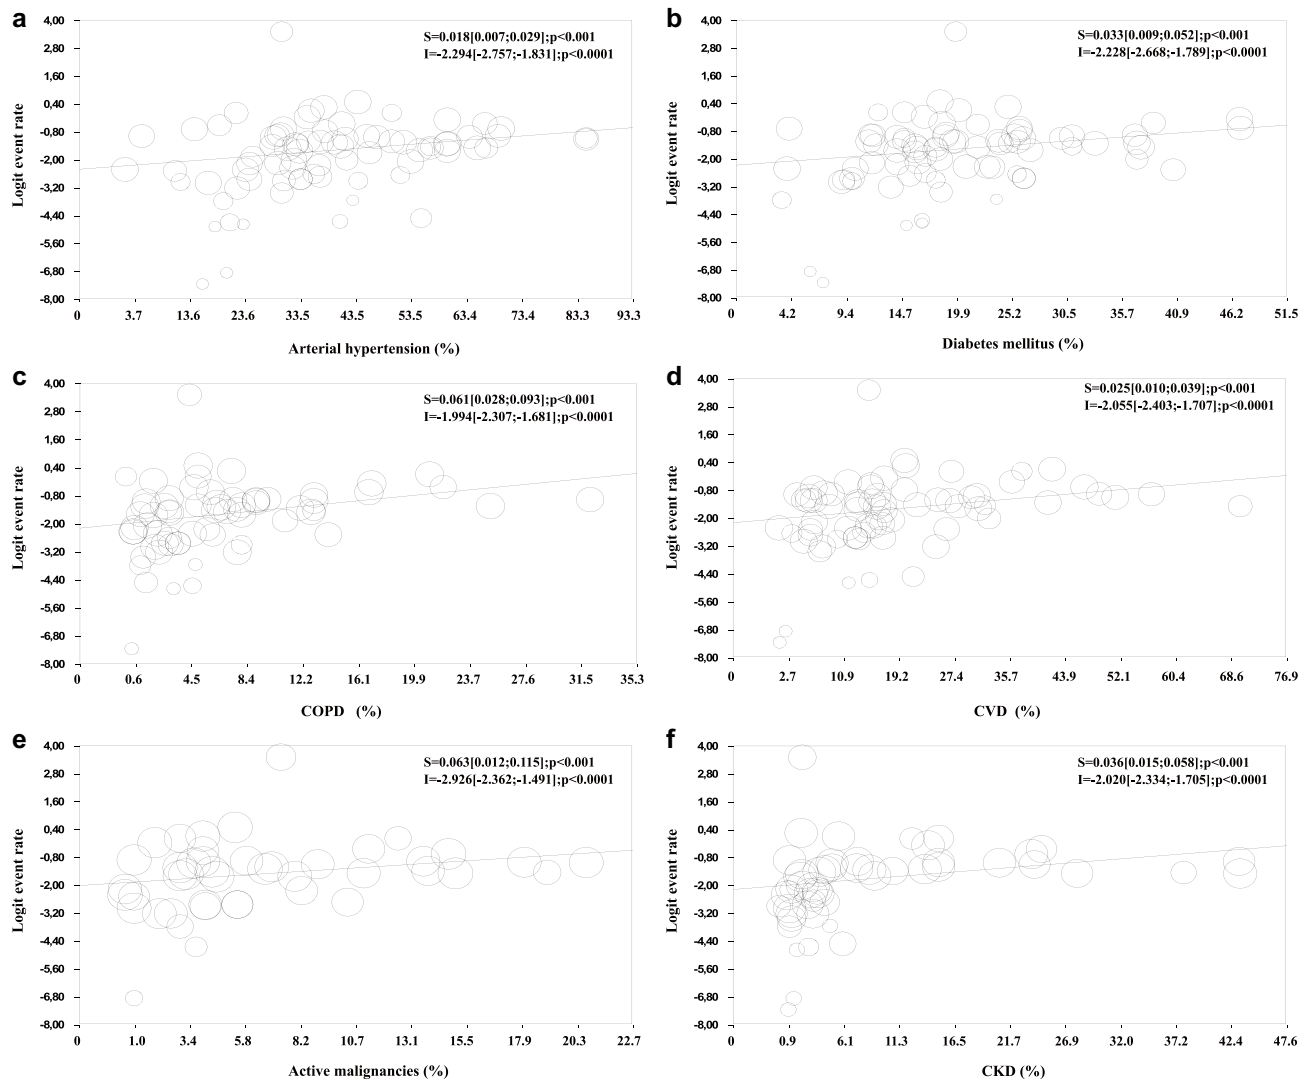 a
4,00
2,80
1,60
0,40
-0,80
-2,00
-3,20
-4,40
-5,60
-6,80
-8,00
Logit event rate
S=0.018[0.007;0.029];p<0.001
I=-2.294[-2.757;-1.831];p<0.0001
0 3.7 13.6 23.6 33.5 43.5 53.5 63.4 73.4 83.3 93.3
Arterial hypertension (%)
b
4,00
2,80
1,60
0,40
-0,80
-2,00
-3,20
-4,40
-5,60
-6,80
-8,00
Logit event rate
S=0.033[0.009;0.052];p<0.001
I=-2.228[-2.668;-1.789];p<0.0001
0 4.2 9.4 14.7 19.9 25.2 30.5 35.7 40.9 46.2 51.5
Diabetes mellitus (%)
c
4,00
2,80
1,60
0,40
-0,80
-2,00
-3,20
-4,40
-5,60
-6,80
-8,00
Logit event rate
S=0.061[0.028;0.093];p<0.001
I=-1.994[-2.307;-1.681];p<0.0001
0 0.6 4.5 8.4 12.2 16.1 19.9 23.7 27.6 31.5 35.3
COPD (%)
d
4,00
2,80
1,60
0,40
-0,80
-2,00
-3,20
-4,40
-5,60
-6,80
-8,00
Logit event rate
S=0.025[0.010;0.039];p<0.001
I=-2.055[-2.403;-1.707];p<0.0001
0 2.7 10.9 19.2 27.4 35.7 43.9 52.1 60.4 68.6 76.9
CVD (%)
e
4,00
2,80
1,60
0,40
-0,80
-2,00
-3,20
-4,40
-5,60
-6,80
-8,00
Logit event rate
S=0.063[0.012;0.115];p<0.001
I=-2.926[-2.362;-1.491];p<0.0001
0 1.0 3.4 5.8 8.2 10.7 13.1 15.5 17.9 20.3 22.7
Active malignancies (%)
f
4,00
2,80
1,60
0,40
-0,80
-2,00
-3,20
-4,40
-5,60
-6,80
-8,00
Logit event rate
S=0.036[0.015;0.058];p<0.001
I=-2.020[-2.334;-1.705];p<0.0001
0 0.9 6.1 11.3 16.5 21.7 26.9 32.0 37.2 42.4 47.6
CKD (%)